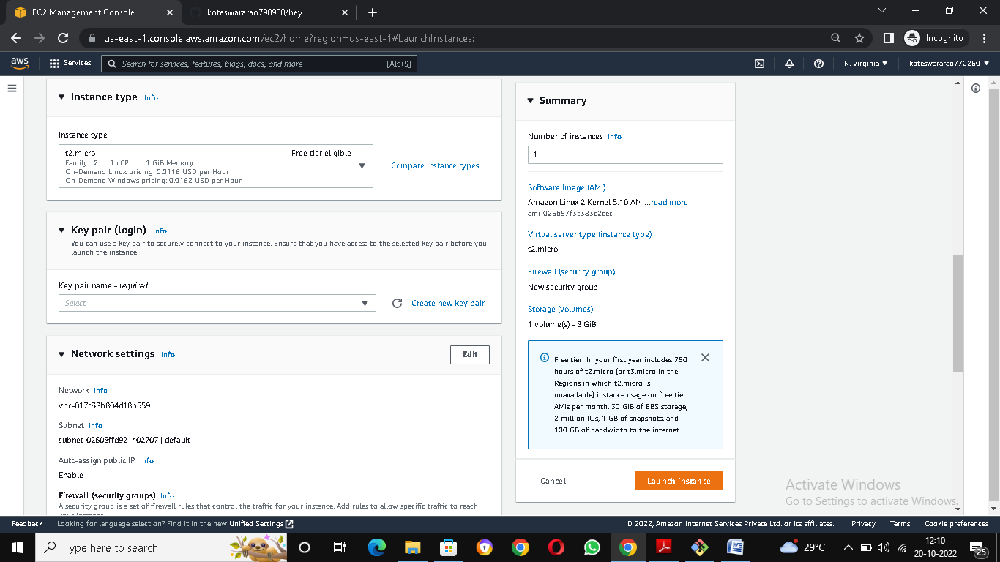 EC2 Management Console
koteswararao798988/hey
us-east-1.console.aws.amazon.com/ec2/home?region=us-east-1#LaunchInstances:
Incognito
aws
Services
Search for services, features, blogs, docs, and more
[Alt+S]
N. Virginia
koteswararao770260
Instance type Info
Instance type
t2.micro
Free tier eligible
Family: t2 1 vCPU 1 GiB Memory
On-Demand Linux pricing: 0.0116 USD per Hour
On-Demand Windows pricing: 0.0162 USD per Hour
Compare instance types
Key pair (login) Info
You can use a key pair to securely connect to your instance. Ensure that you have access to the selected key pair before you
launch the instance.
Key pair name - required
Select
Create new key pair
Network settings Info
Edit
Network Info
vpc-017c38b804d18b559
Subnet Info
subnet-02608ffd921402707 | default
Auto-assign public IP Info
Enable
Firewall (security groups) Info
A security group is a set of firewall rules that control the traffic for your instance. Add rules to allow specific traffic to reach
your instance.
Summary
Number of instances Info
1
Software Image (AMI)
Amazon Linux 2 Kernel 5.10 AMI...read more
ami-026b57f3c383c2eec
Virtual server type (instance type)
t2.micro
Firewall (security group)
New security group
Storage (volumes)
1 volume(s) - 8 GiB
Free tier: In your first year includes 750
hours of t2.micro (or t3.micro in the
Regions in which t2.micro is
unavailable) instance usage on free tier
AMIs per month, 30 GiB of EBS storage,
2 million IOs, 1 GB of snapshots, and
100 GB of bandwidth to the internet.
Cancel
Launch Instance
Activate Windows
Go to Settings to activate Windows.
Feedback
Looking for language selection? Find it in the new Unified Settings
© 2022, Amazon Internet Services Private Ltd. or its affiliates.
Privacy
Terms
Cookie preferences
Type here to search
29°C
12:10
20-10-2022
25